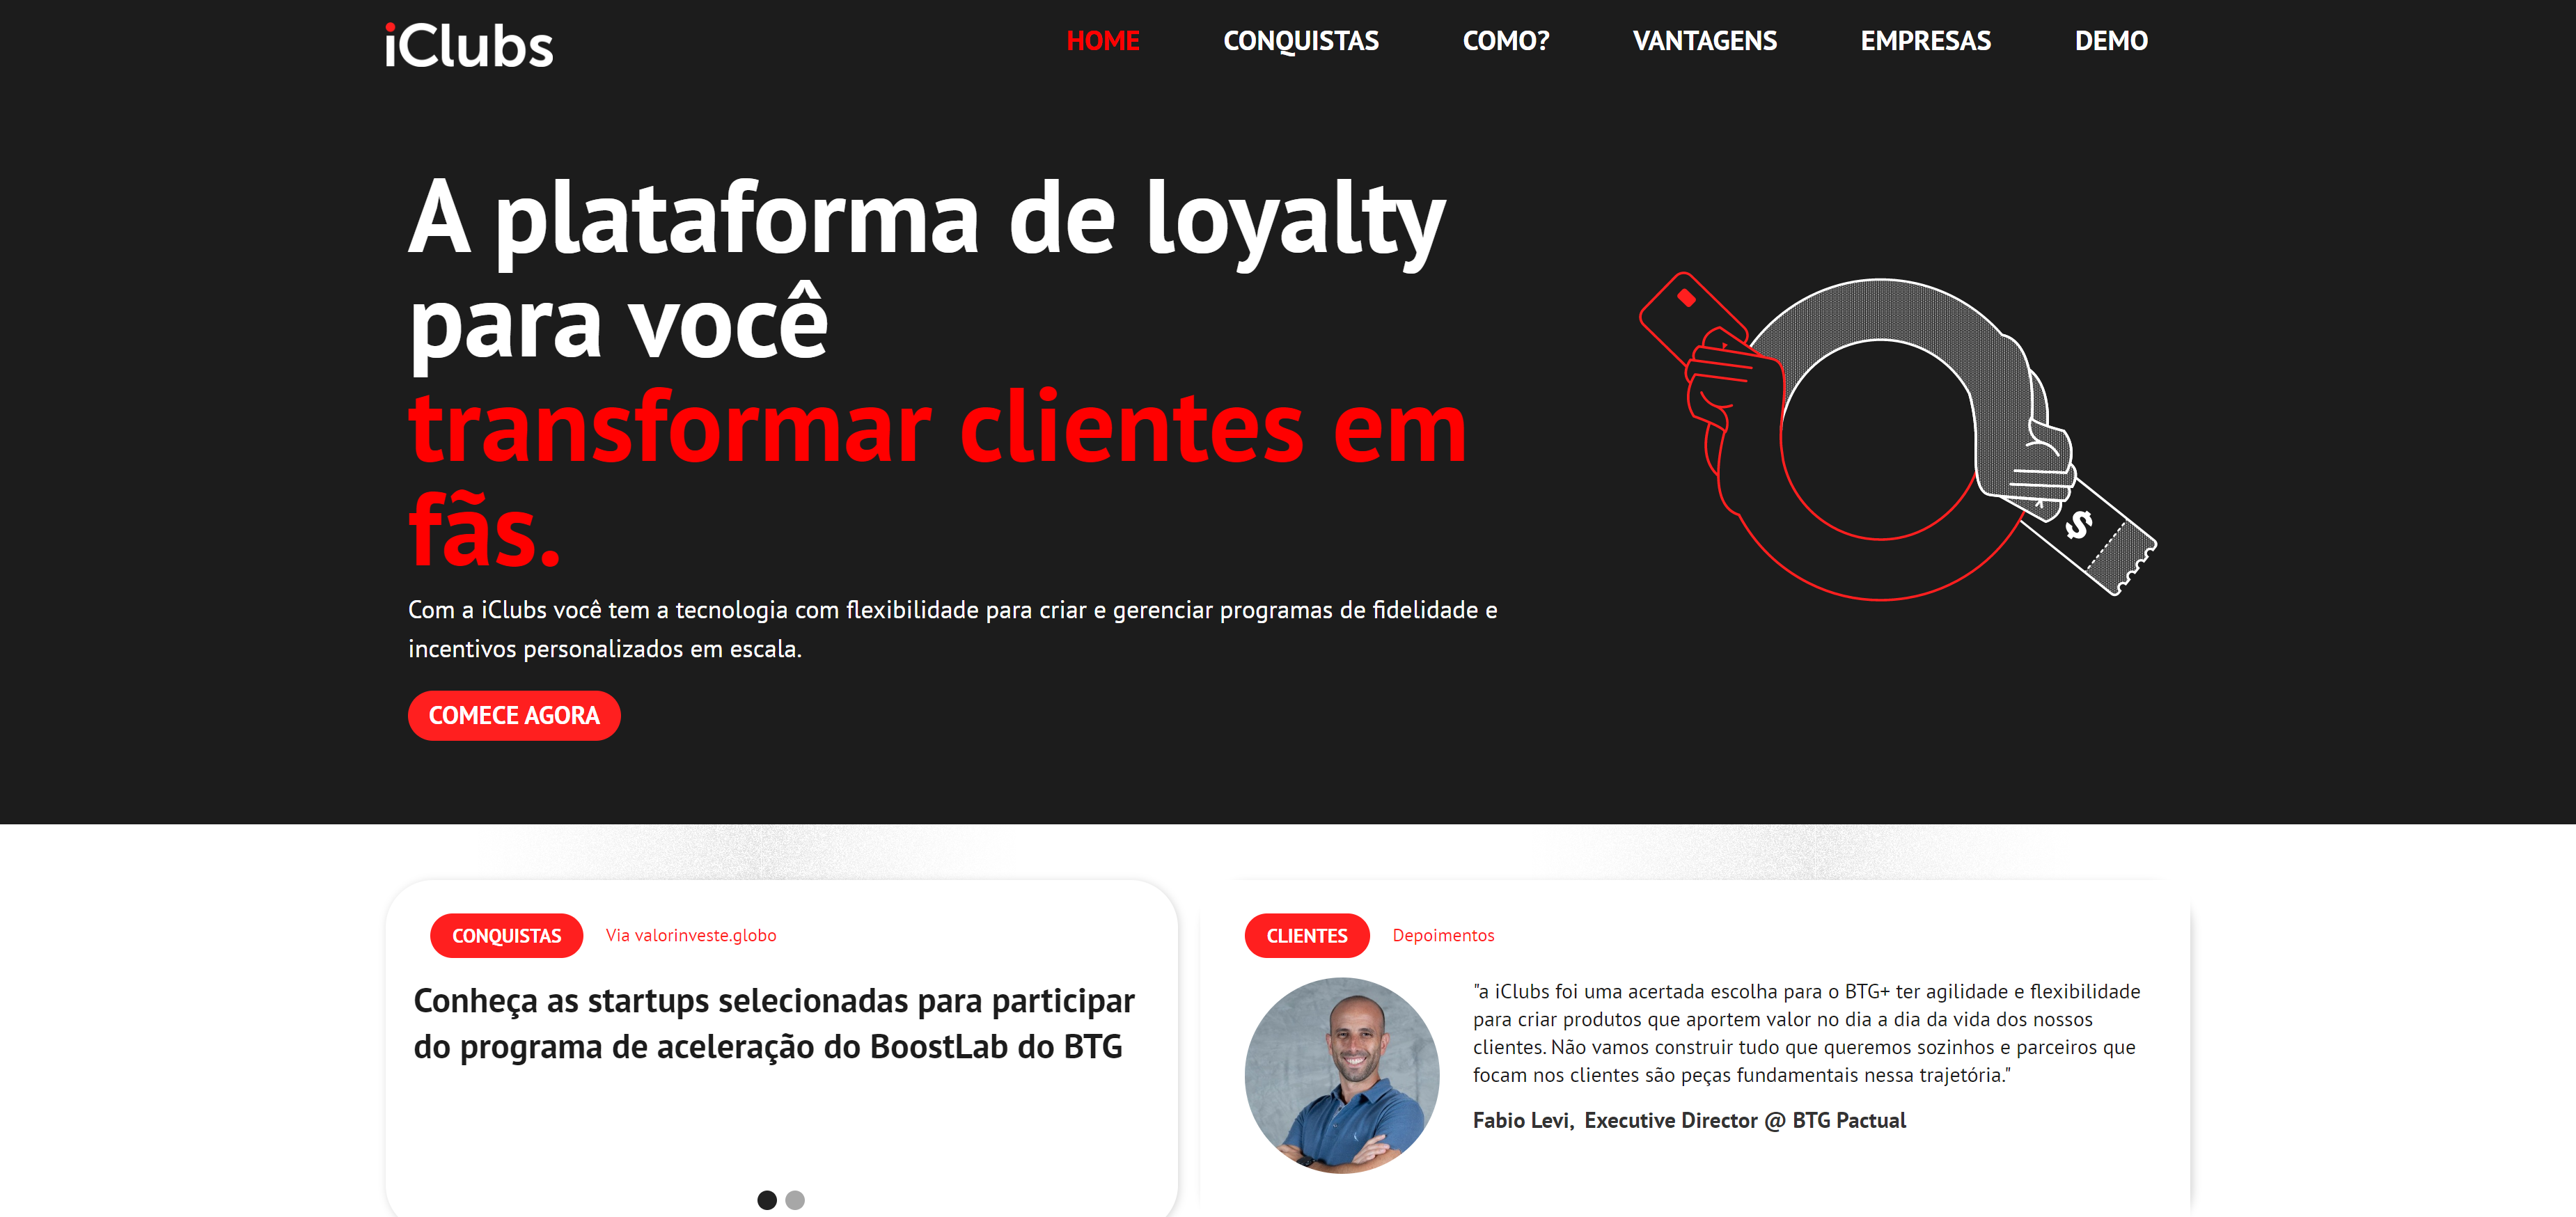 iClubs
HOME
CONQUISTAS
COMO?
VANTAGENS
EMPRESAS
DEMO
A plataforma de loyalty
para você
transformar clientes em
fãs.
Com a iClubs você tem a tecnologia com flexibilidade para criar e gerenciar programas de fidelidade e
incentivos personalizados em escala.
COMECE AGORA
$
CONQUISTAS
Via valorinveste.globo
Conheça as startups selecionadas para participar
do programa de aceleração do BoostLab do BTG
CLIENTES
Depoimentos
"a iClubs foi uma acertada escolha para o BTG+ ter agilidade e flexibilidade
para criar produtos que aportem valor no dia a dia da vida dos nossos
clientes. Não vamos construir tudo que queremos sozinhos e parceiros que
focam nos clientes são peças fundamentais nessa trajetória."
Fabio Levi, Executive Director @ BTG Pactual